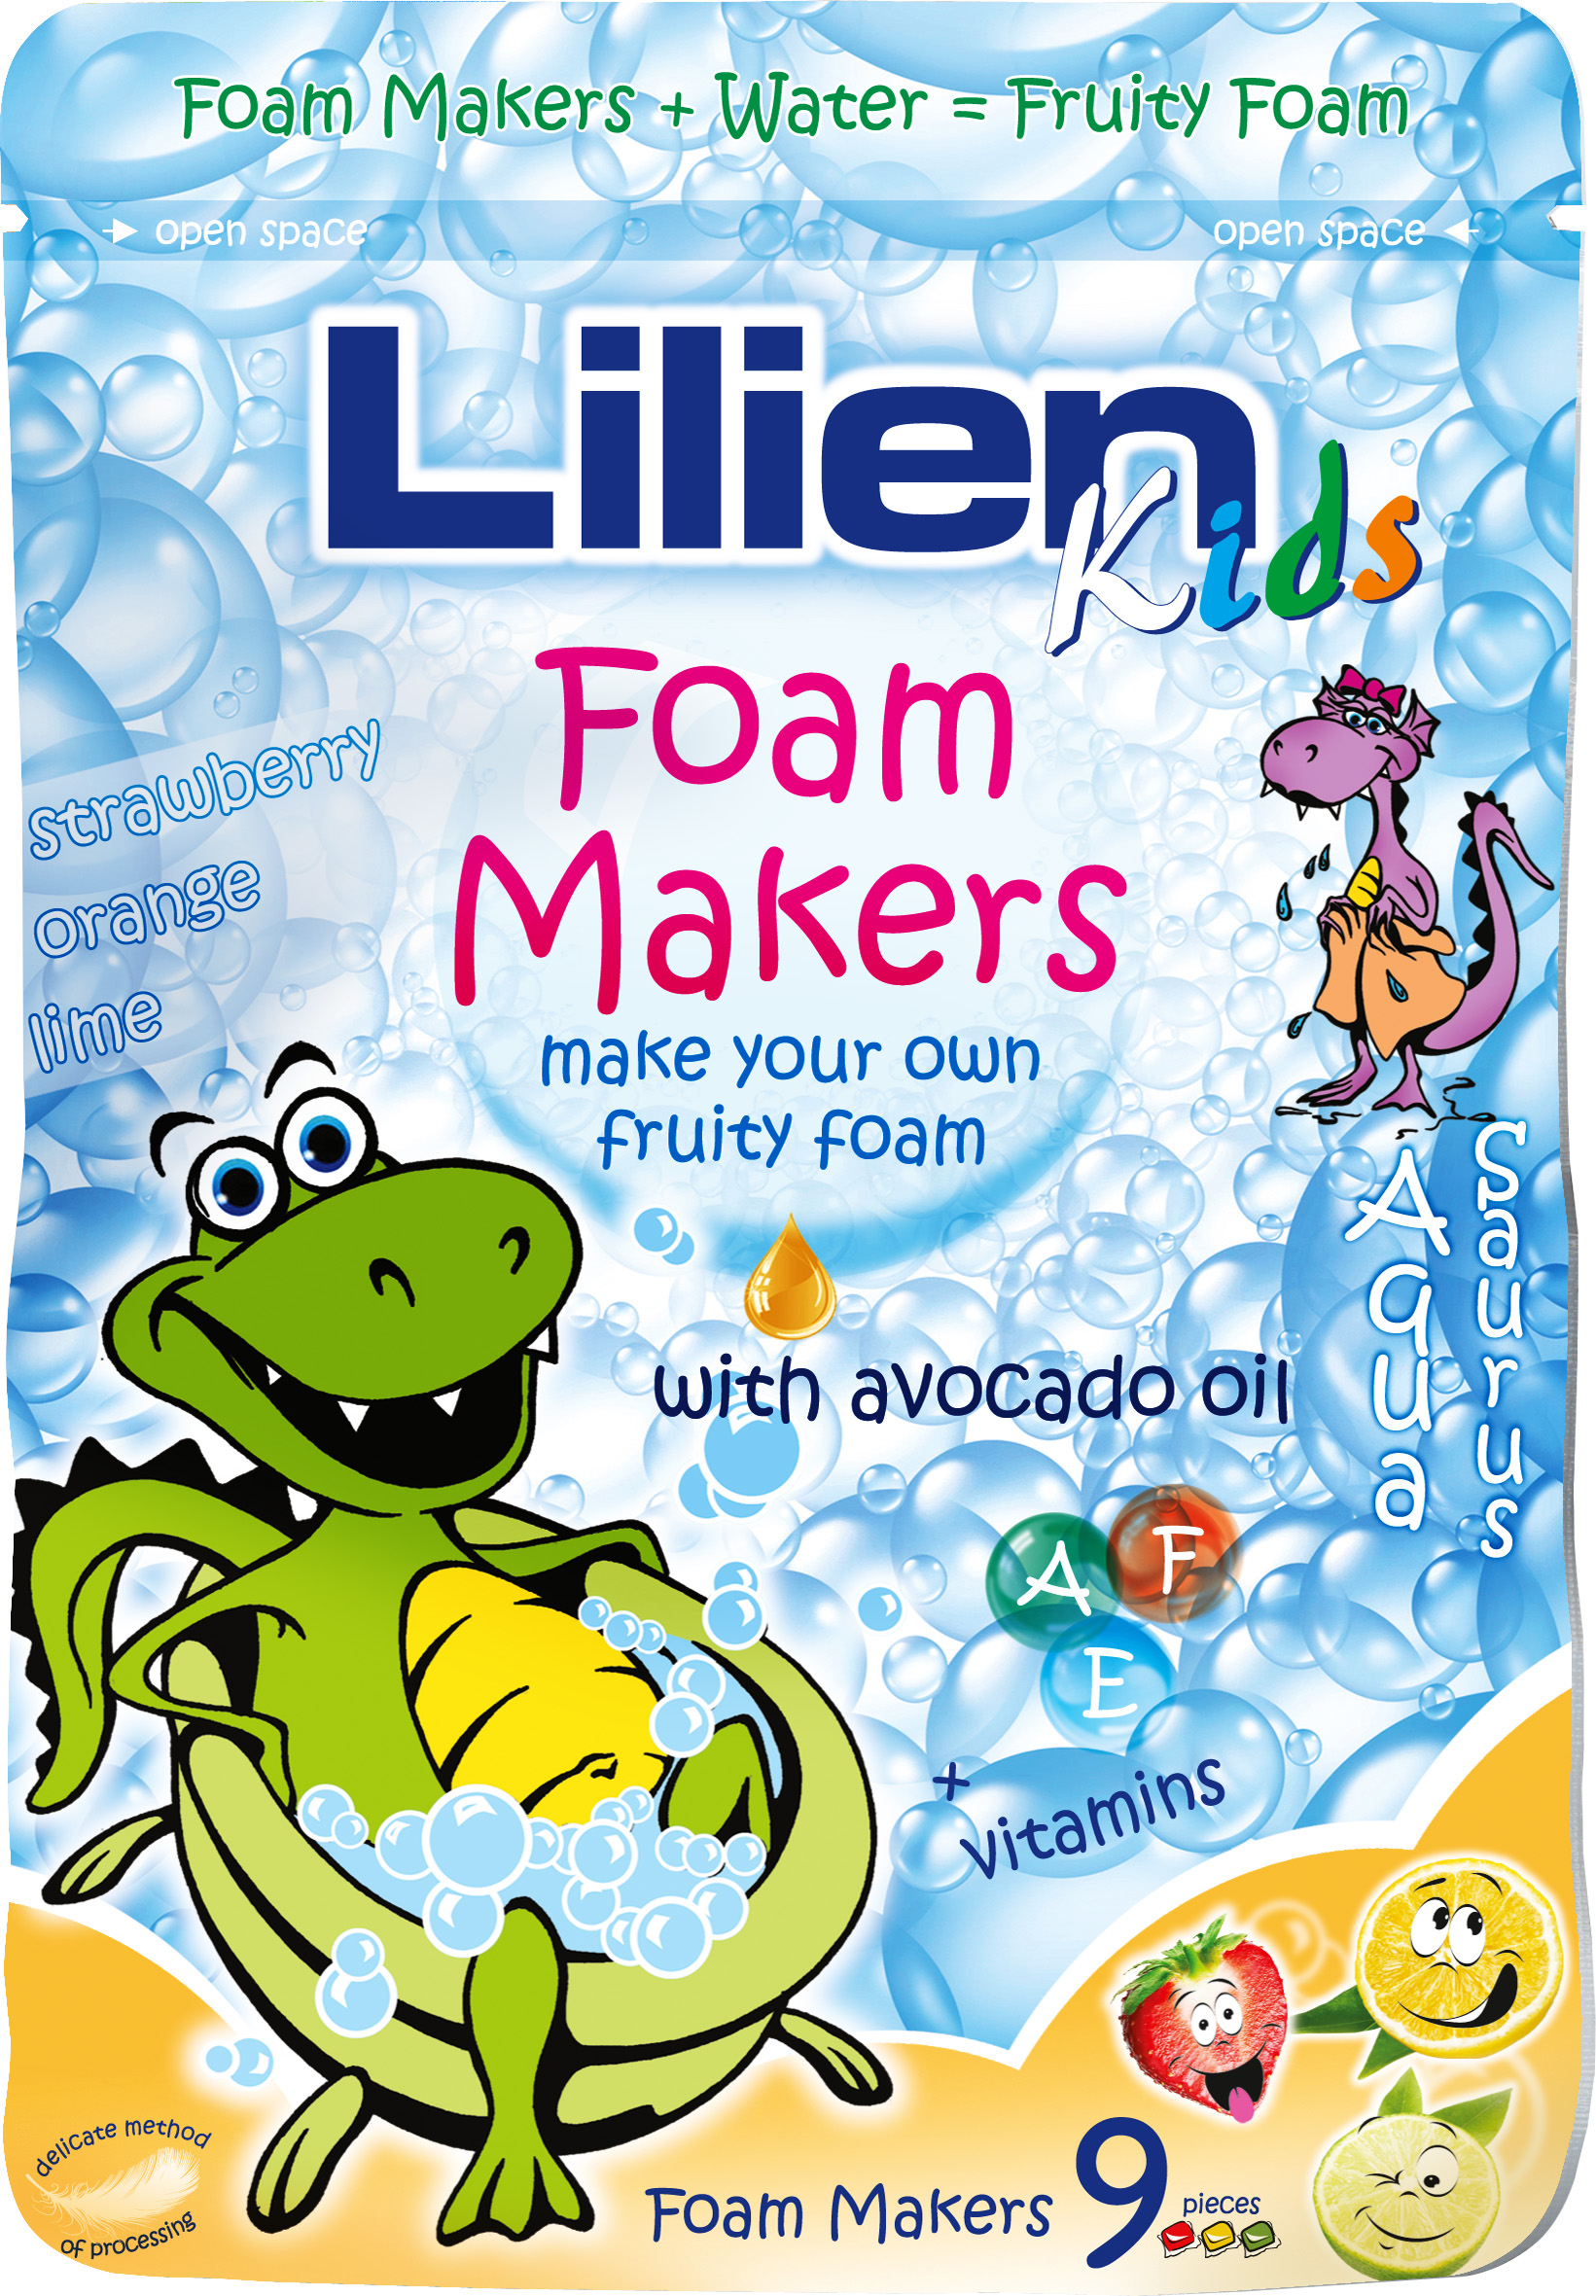 Foam Makers + Water = Fruity Foam
open space
open space
Lilien
Kids
Foam
Makers
strawberry
orange
lime
make your own
fruity foam
with avocado oil
Aqua
Saurus
A
F
E
+
vitamins
delicate method
of processing
Foam Makers 9 pieces